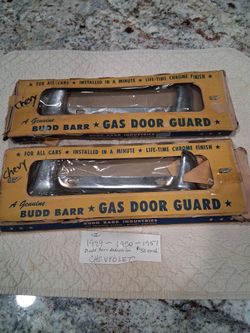 FOR ALL CARS ★ INSTALLED IN A MINUTE ★ LIFE-TIME CHROME FINISH
Chevy
A Genuine
BUDD BARR ★ GAS DOOR GUARD ★
FOR ALL CARS ★ INSTALLED IN A MINUTE ★ LIFE-TIME CHROME FINISH
Chevy
A Genuine
BUDD BARR ★ GAS DOOR GUARD ★
BUDD BARR INDUSTRIES
1949 - 1950 - 1951
CHEVROLET